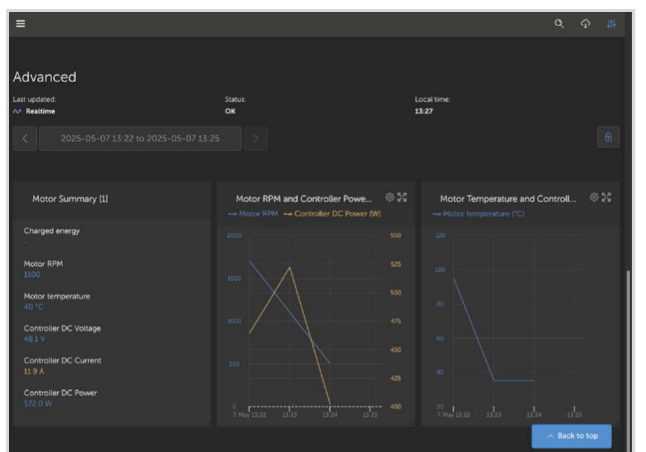 Advanced
Last updated: Status: Local time:
Realtime OK 13:27
2025-05-07 13:22 to 2025-05-07 13:25
Motor Summary [1]
Charged energy
-
Motor RPM
1100
Motor temperature
40 °C
Controller DC Voltage
48.1 V
Controller DC Current
11.9 A
Controller DC Power
572.0 W
Motor RPM and Controller Powe...
Motor RPM Controller DC Power (W)
2000 550
525
1500
500
1000 475
450
500
425
0 400
7. May 13:22 13:23 13:24 13:25
Motor Temperature and Controll...
Motor temperature (°C)
120
100
80
60
40
20
7. May 13:22 13:23 13:24 13:25
Back to top